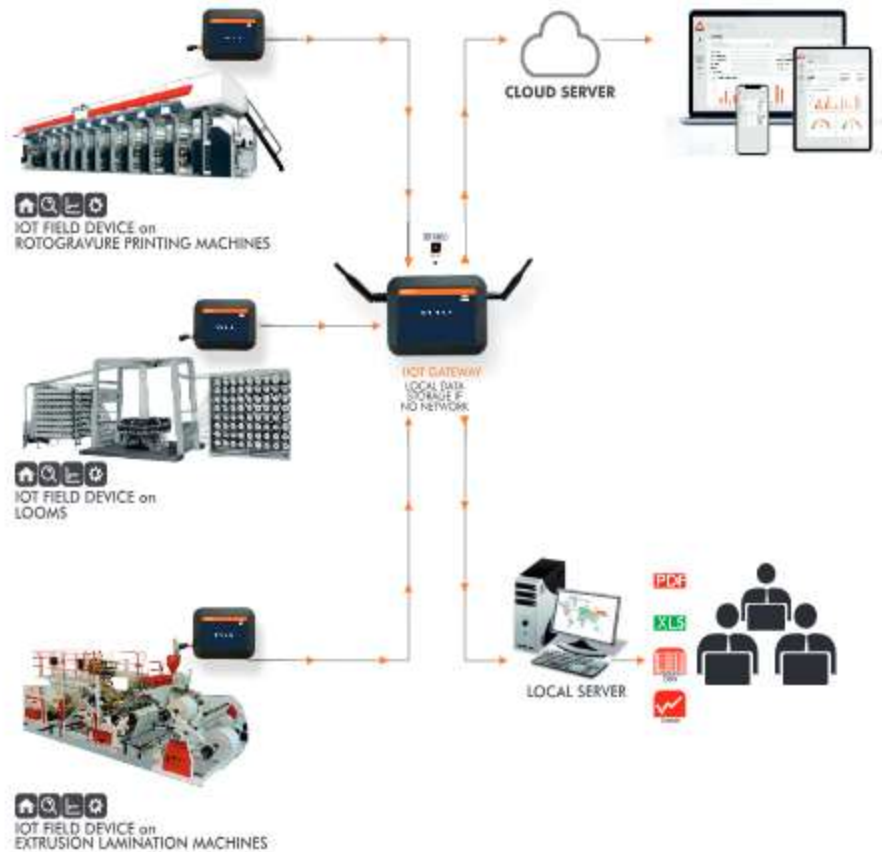 CLOUD SERVER
IOT FIELD DEVICE on
ROTOGRAVURE PRINTING MACHINES
IIOT GATEWAY
LOCAL DATA
STORAGE IF
NO NETWORK
IOT FIELD DEVICE on
LOOMS
PDF
XLS
LOCAL SERVER
IOT FIELD DEVICE on
EXTRUSION LAMINATION MACHINES